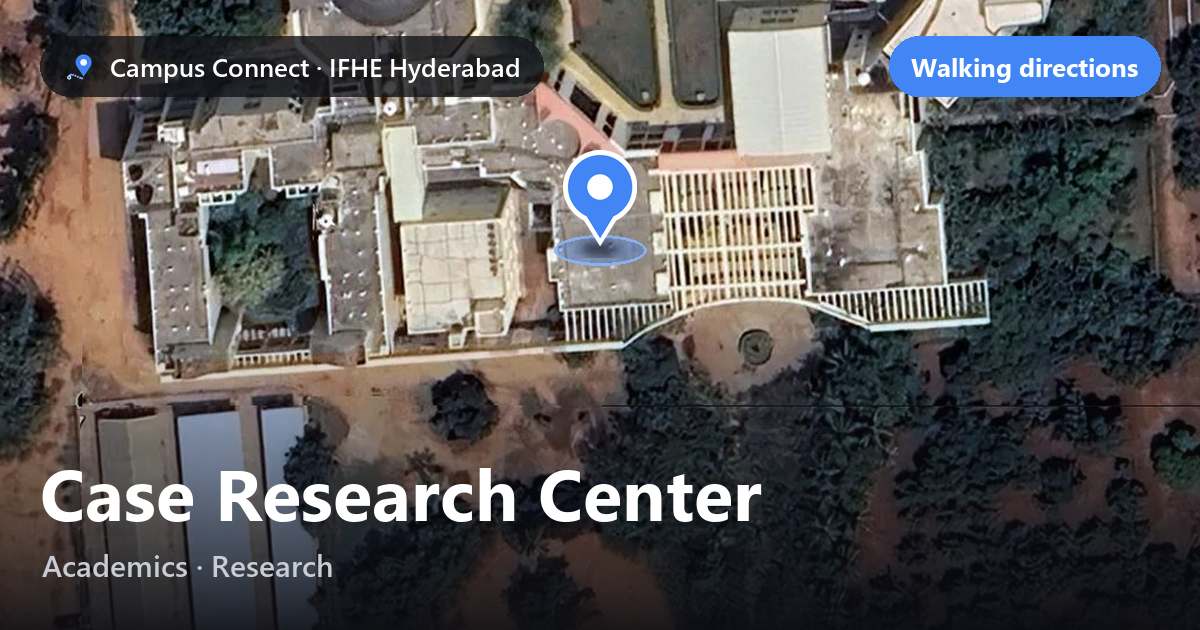 Campus Connect · IFHE Hyderabad
Walking directions
Case Research Center
Academics · Research